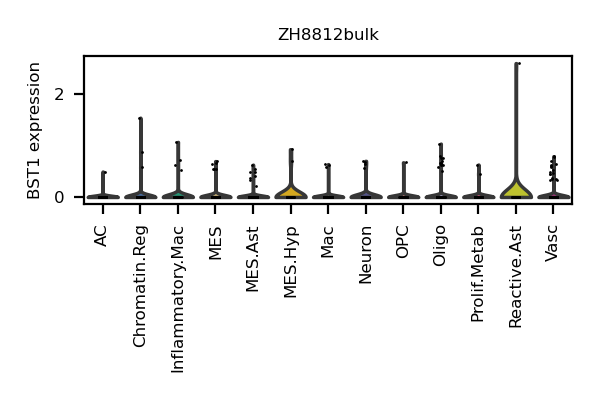 ZH8812bulk
BST1 expression
2
0
AC
Chromatin.Reg
Inflammatory.Mac
MES
MES.Ast
MES.Hyp
Mac
Neuron
OPC
Oligo
Prolif.Metab
Reactive.Ast
Vasc